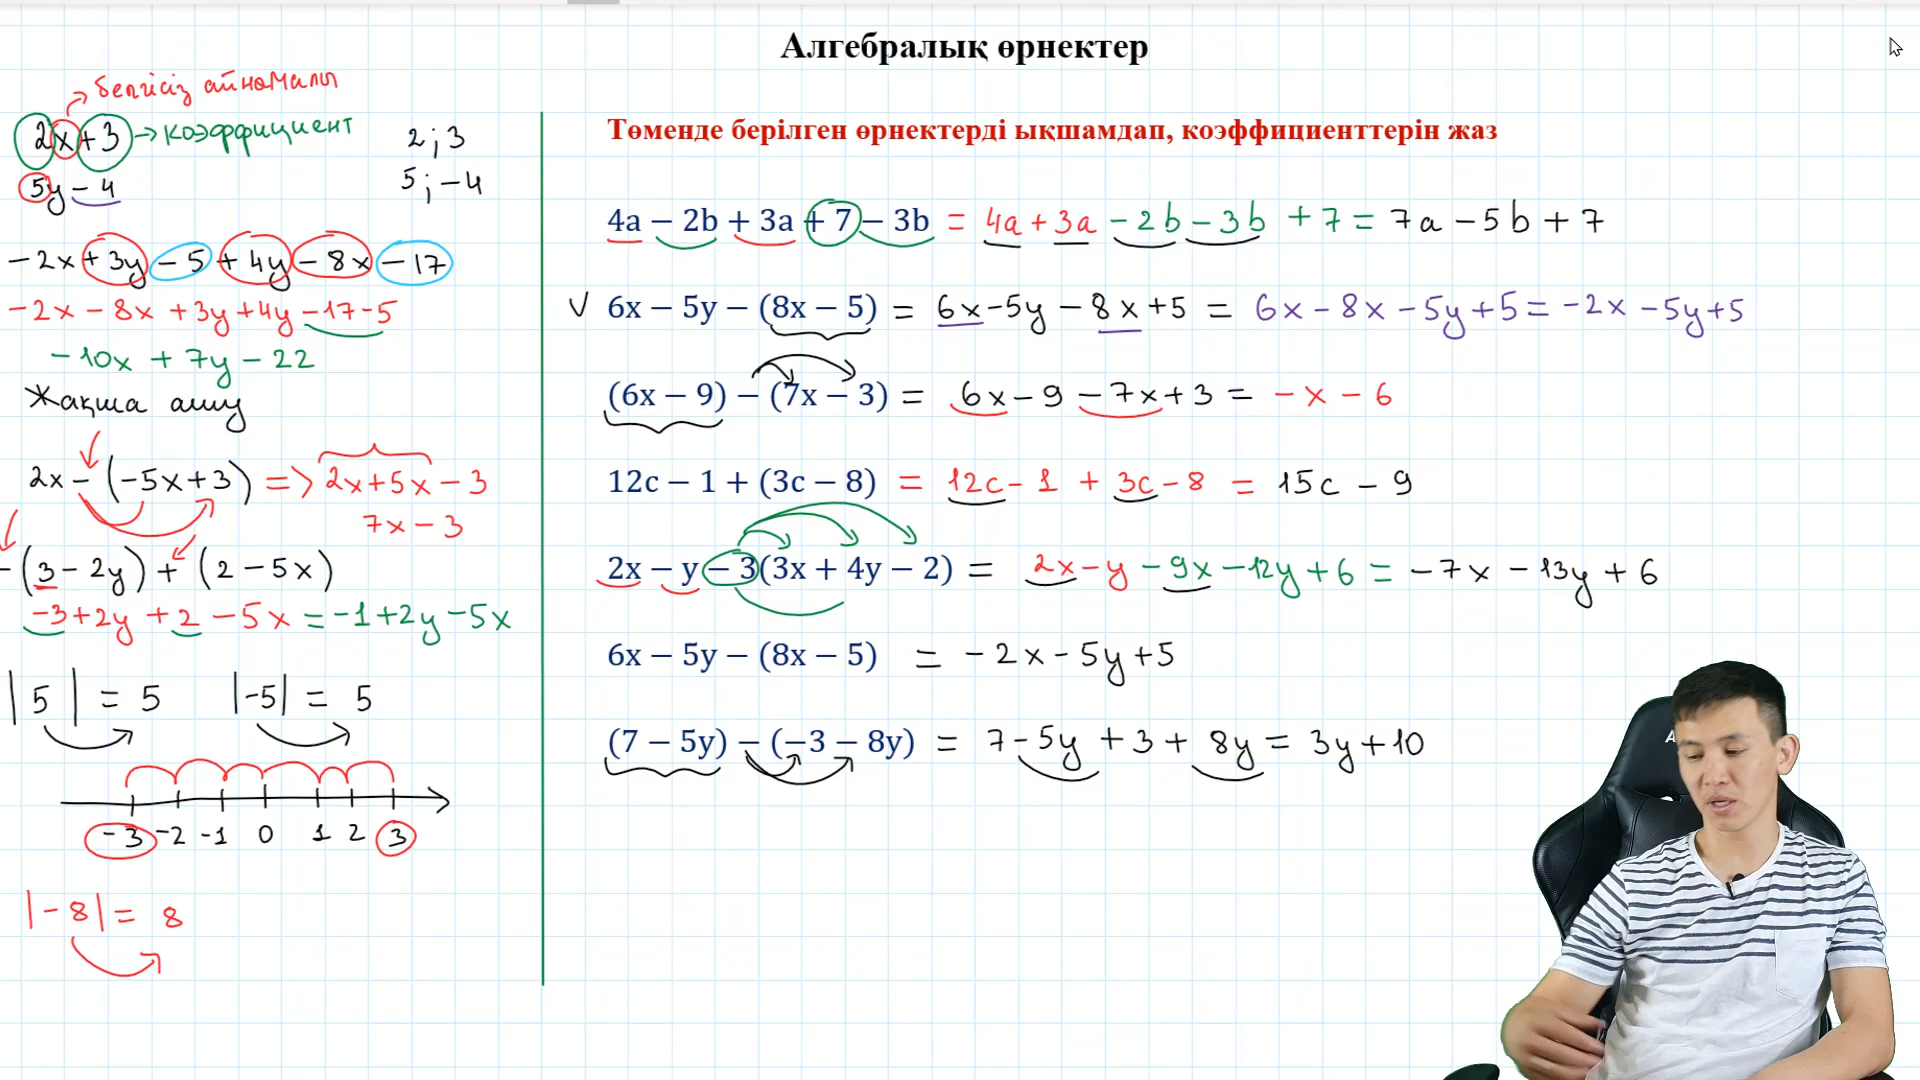 Алгебралық өрнектер
белгісіз айномалы
2x+3 → коэффициент 2 ; 3
5y – 4 5 ; – 4
– 2x + 3y – 5 + 4y – 8x – 17
– 2x – 8x + 3y + 4y – 17 – 5
– 10x + 7y – 22
Жақша ашу
2x – (–5x+3) => 2x+5x – 3
7x – 3
– (3 – 2y) + (2 – 5x)
–3+2y + 2 – 5x = –1+2y –5x
|5| = 5 |-5| = 5
-3 -2 -1 0 1 2 3
|-8| = 8
Төменде берілген өрнектерді ықшамдап, коэффициенттерін жаз
4a − 2b + 3a + 7 − 3b = 4a + 3a – 2b – 3b + 7 = 7a – 5b + 7
V 6x − 5y − (8x − 5) = 6x –5y – 8x +5 = 6x – 8x – 5y +5 = –2x –5y+5
(6x − 9) − (7x − 3) = 6x – 9 – 7x + 3 = – x – 6
12c − 1 + (3c − 8) = 12c – 1 + 3c – 8 = 15c – 9
2x − y − 3(3x + 4y − 2) = 2x – y – 9x – 12y + 6 = – 7x – 13y + 6
6x − 5y − (8x − 5) = – 2x – 5y +5
(7 − 5y) − (−3 − 8y) = 7 – 5y + 3 + 8y = 3y + 10